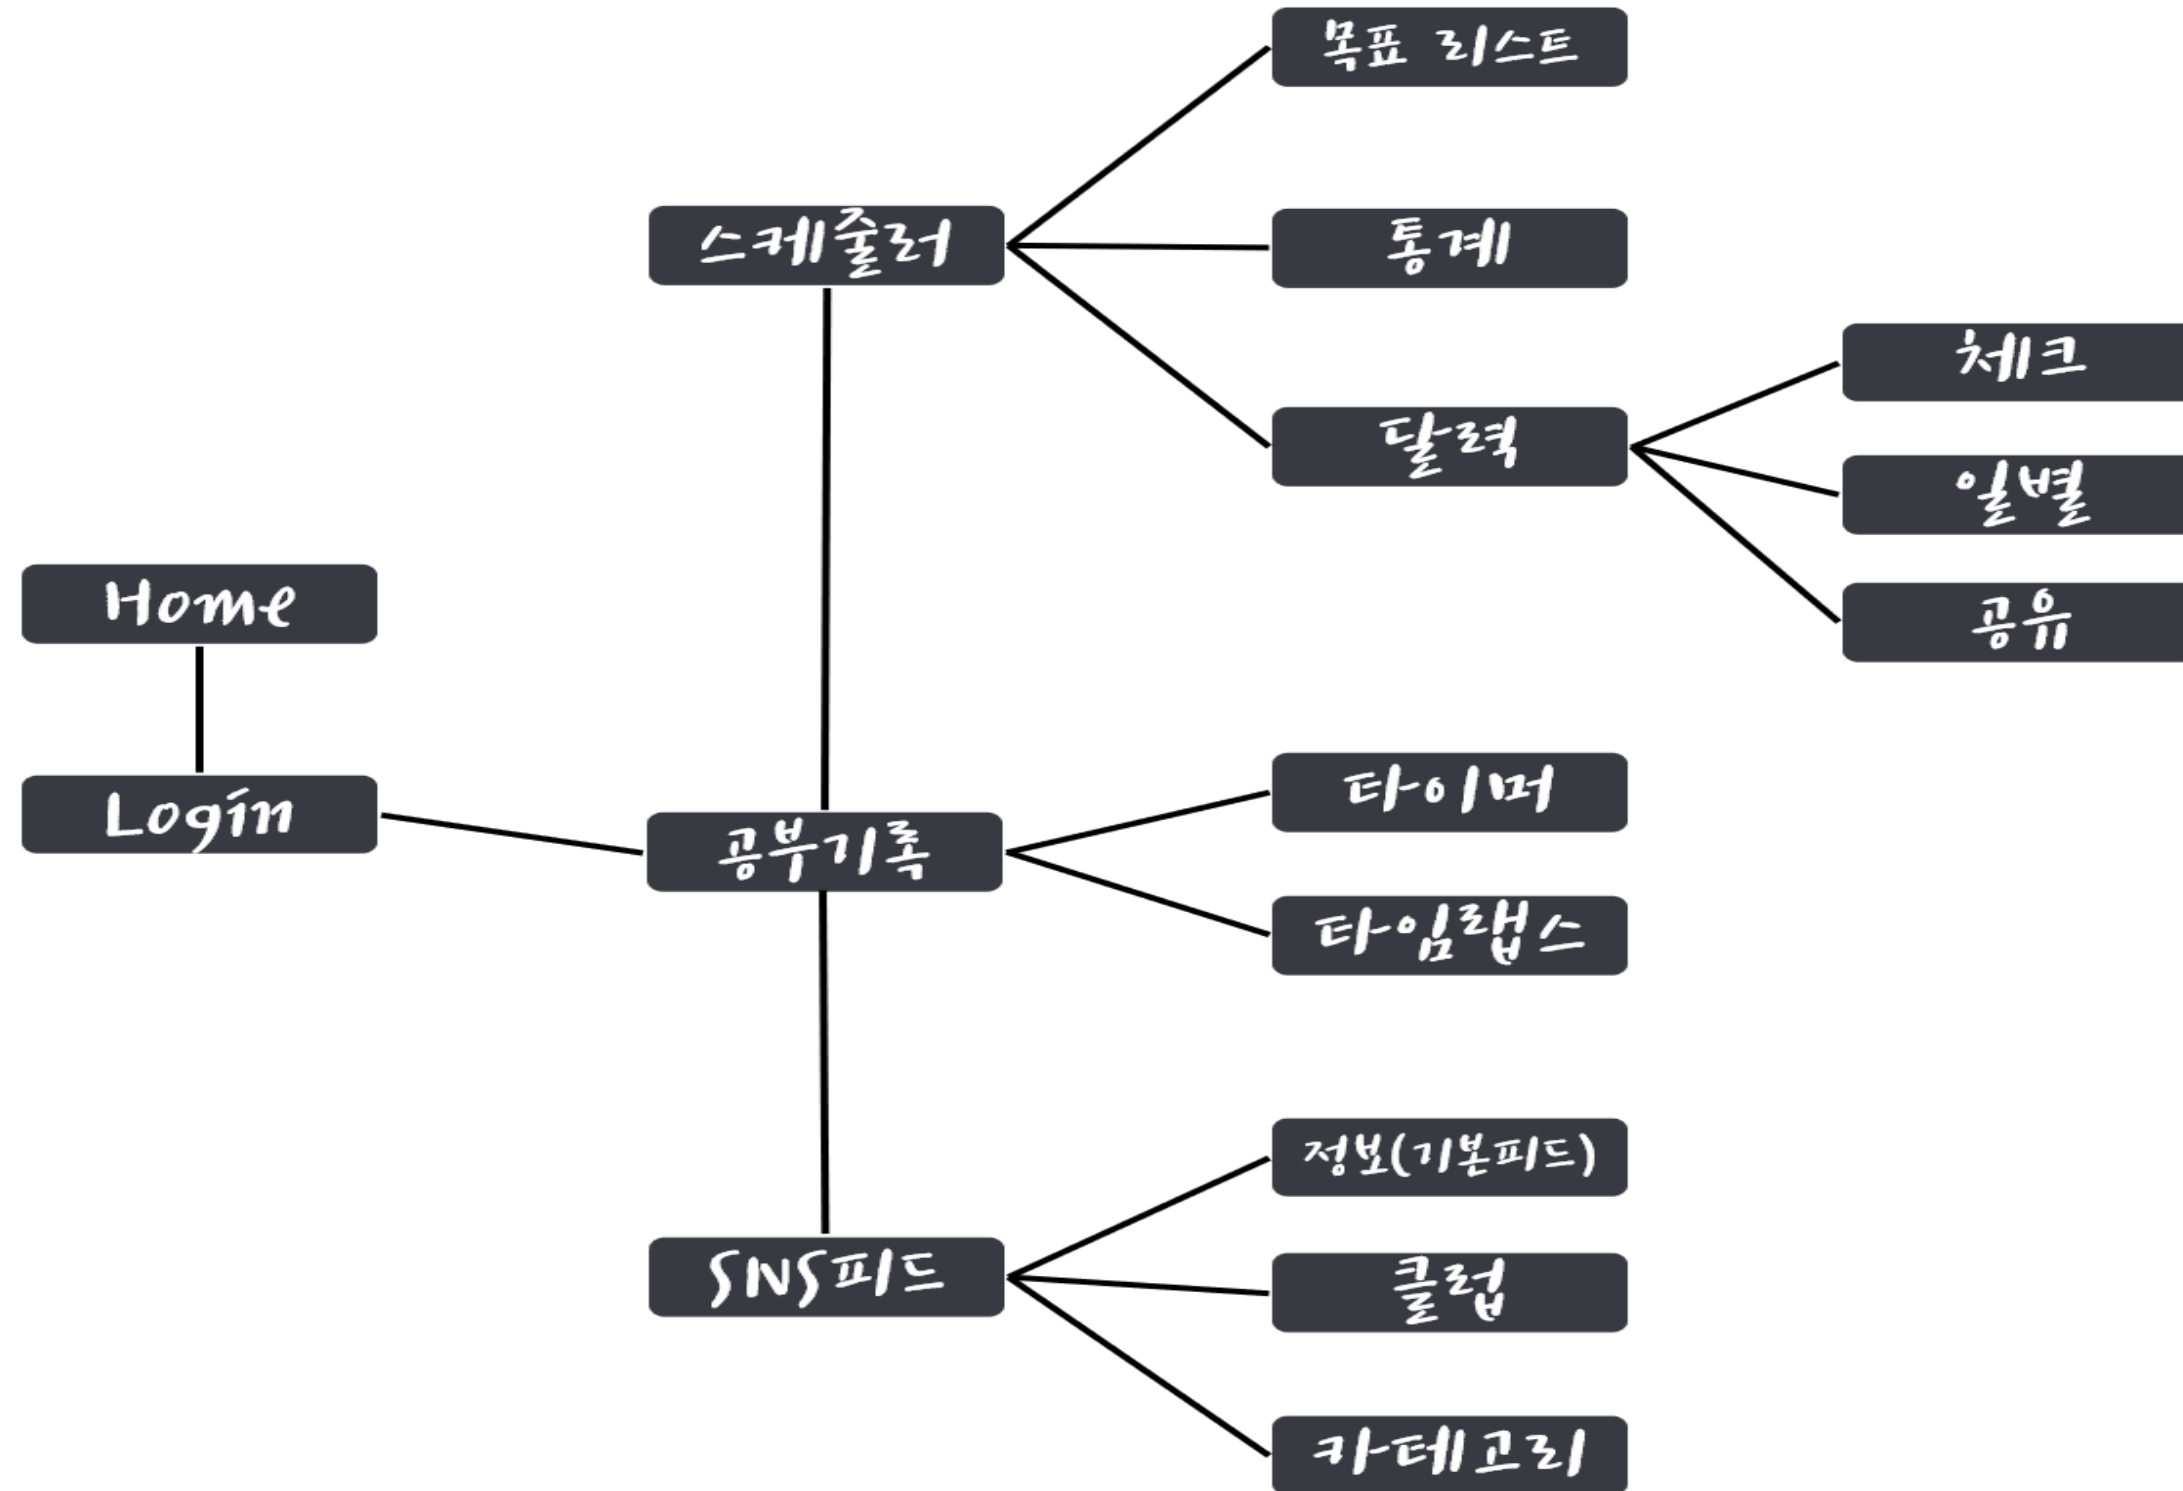 목표 리스트
스케줄러
통계
체크
달력
일별
Home
공유
Login
타이머
공부기록
타임랩스
정보(기본피드)
SNS피드
클럽
카테고리